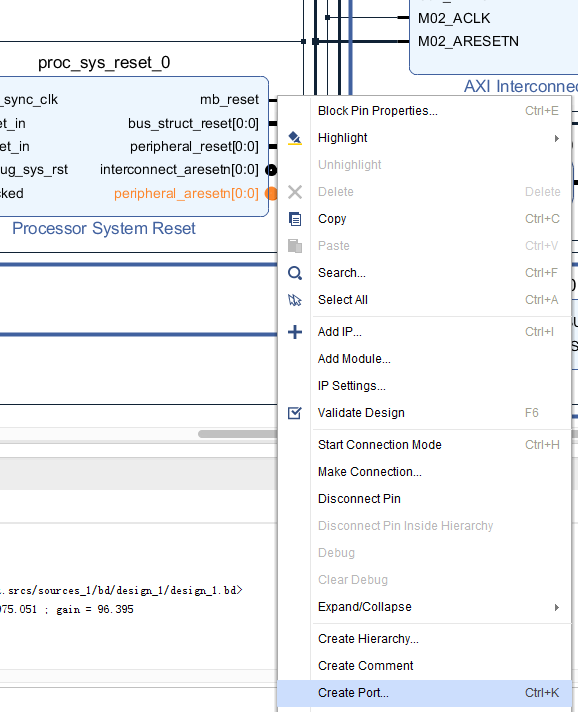 M02_ACLK
M02_ARESETN
proc_sys_reset_0
AXI Interconnec
_sync_clk
mb_reset
et_in
bus_struct_reset[0:0]
et_in
peripheral_reset[0:0]
ug_sys_rst
interconnect_aresetn[0:0]
cked
peripheral_aresetn[0:0]
Processor System Reset
Block Pin Properties... Ctrl+E
Highlight
Unhighlight
Delete Delete
Copy Ctrl+C
Paste Ctrl+V
Search... Ctrl+F
Select All Ctrl+A
Add IP... Ctrl+I
Add Module...
IP Settings...
Validate Design F6
Start Connection Mode Ctrl+H
Make Connection...
Disconnect Pin
Disconnect Pin Inside Hierarchy
Debug
Clear Debug
Expand/Collapse
Create Hierarchy...
Create Comment
Create Port... Ctrl+K
.srcs/sources_1/bd/design_1/design_1.bd>
975.051 ; gain = 96.395